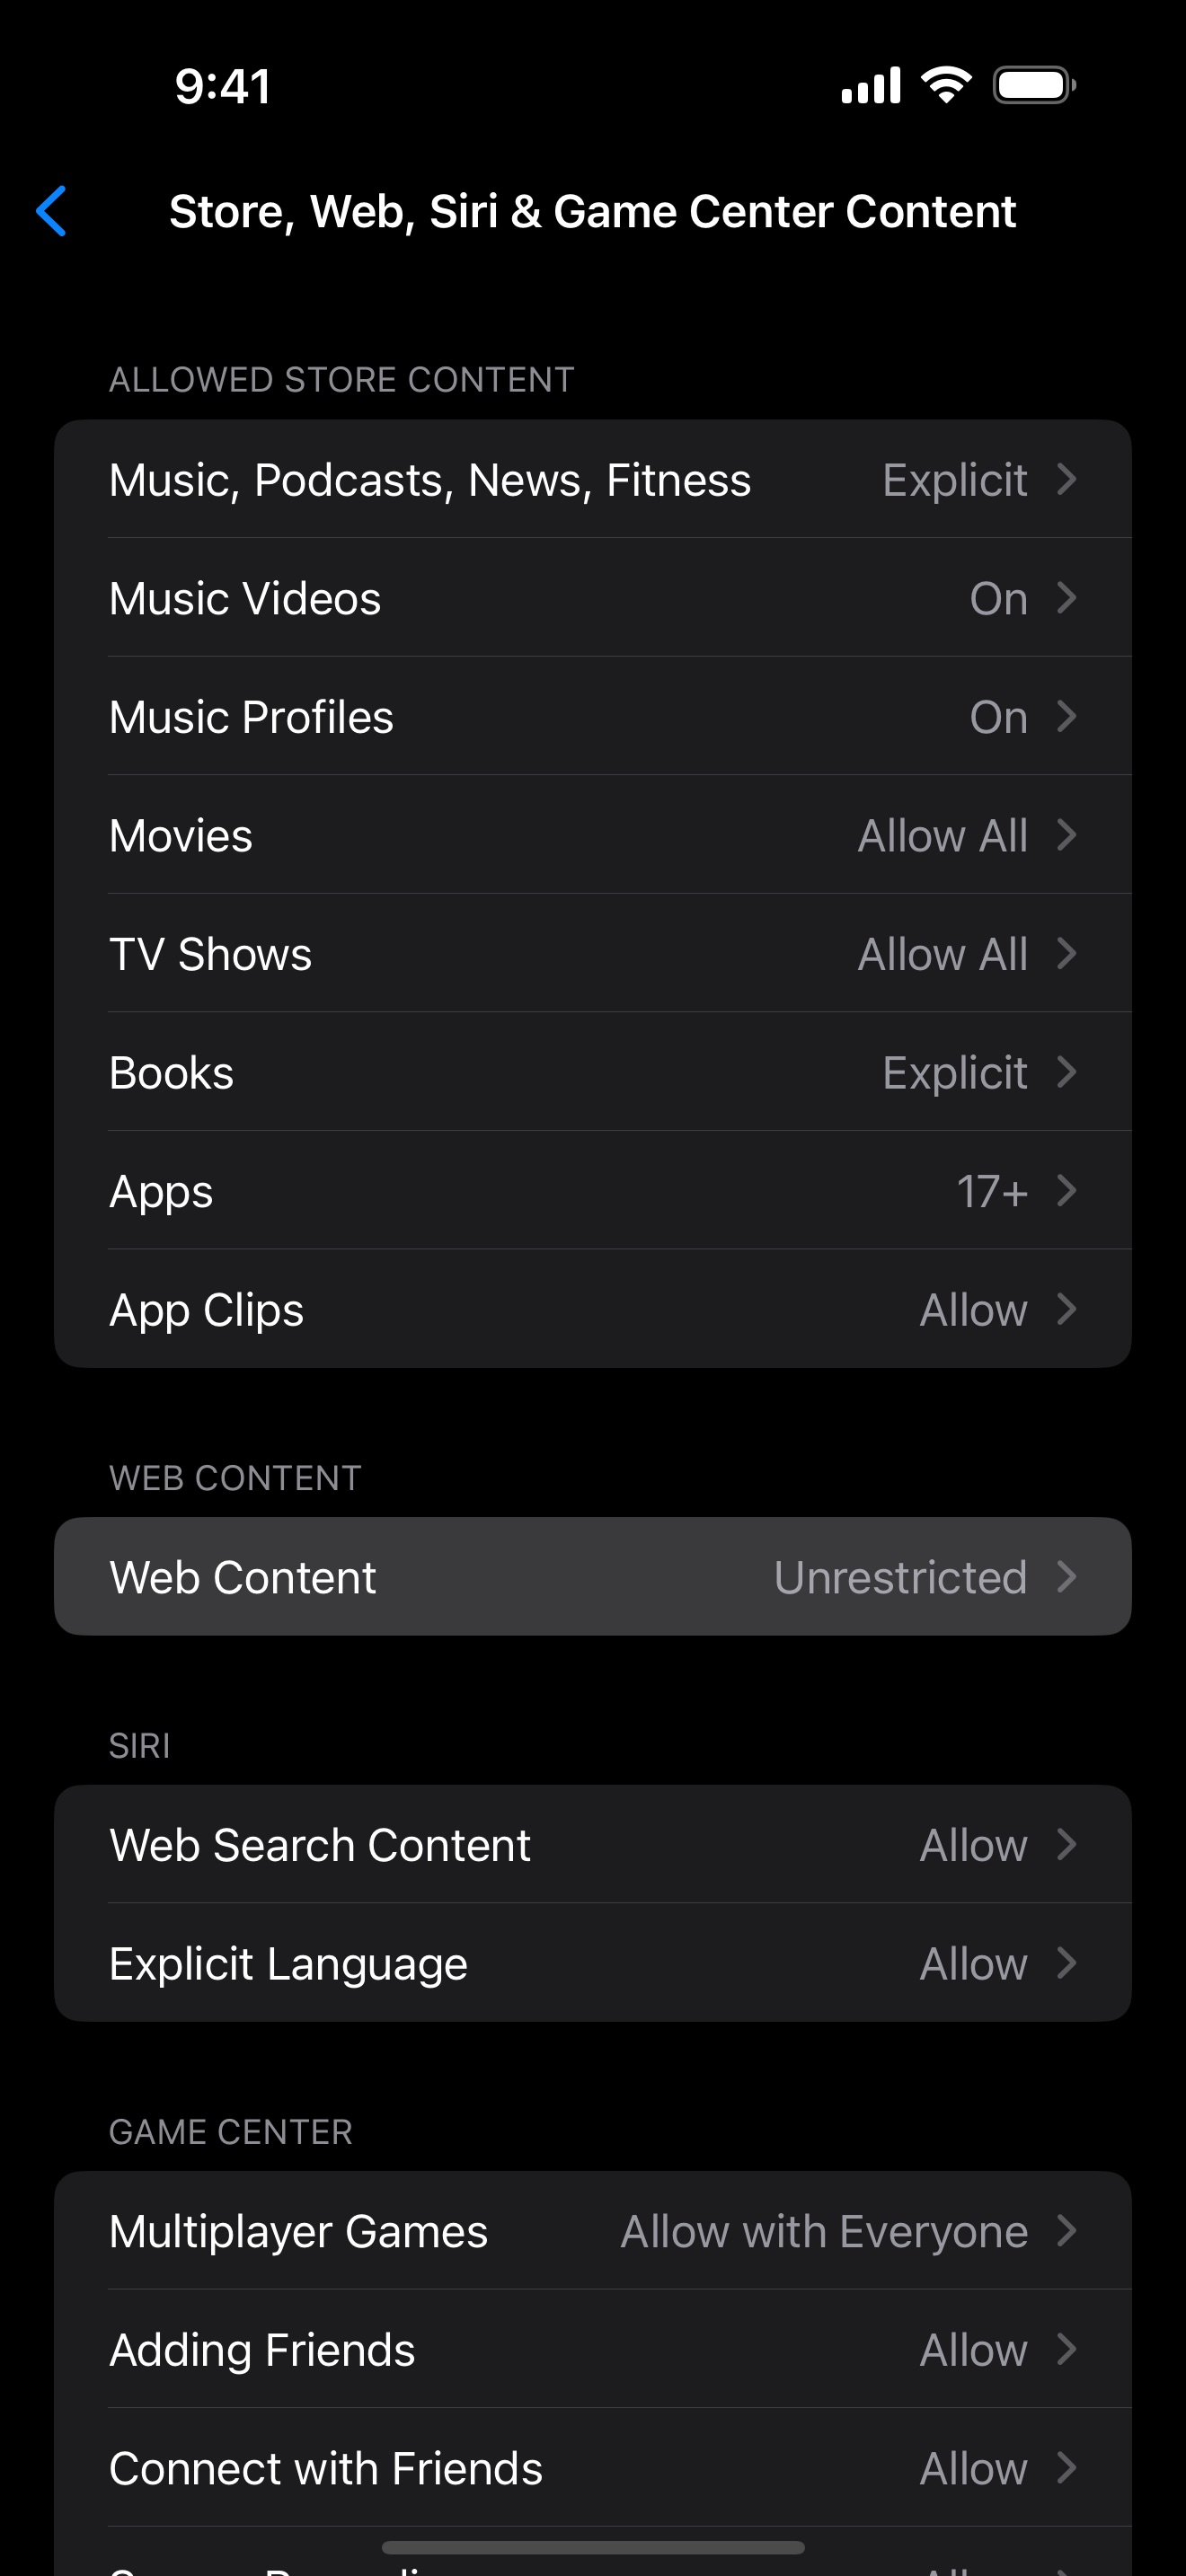 9:41
Store, Web, Siri & Game Center Content
ALLOWED STORE CONTENT
Music, Podcasts, News, Fitness Explicit
Music Videos On
Music Profiles On
Movies Allow All
TV Shows Allow All
Books Explicit
Apps 17+
App Clips Allow
WEB CONTENT
Web Content Unrestricted
SIRI
Web Search Content Allow
Explicit Language Allow
GAME CENTER
Multiplayer Games Allow with Everyone
Adding Friends Allow
Connect with Friends Allow